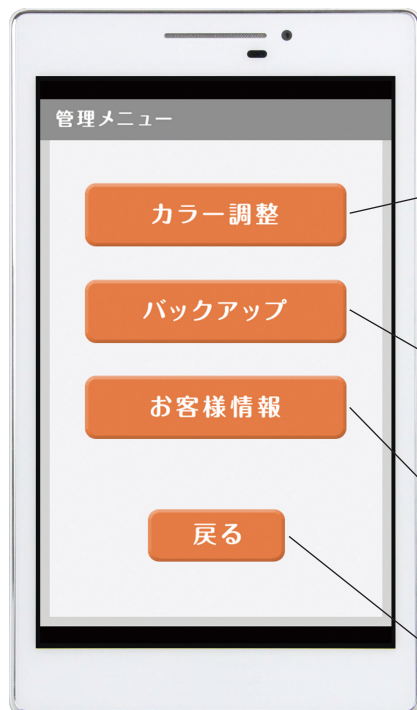 管理メニュー
カラー調整
バックアップ
お客様情報
戻る